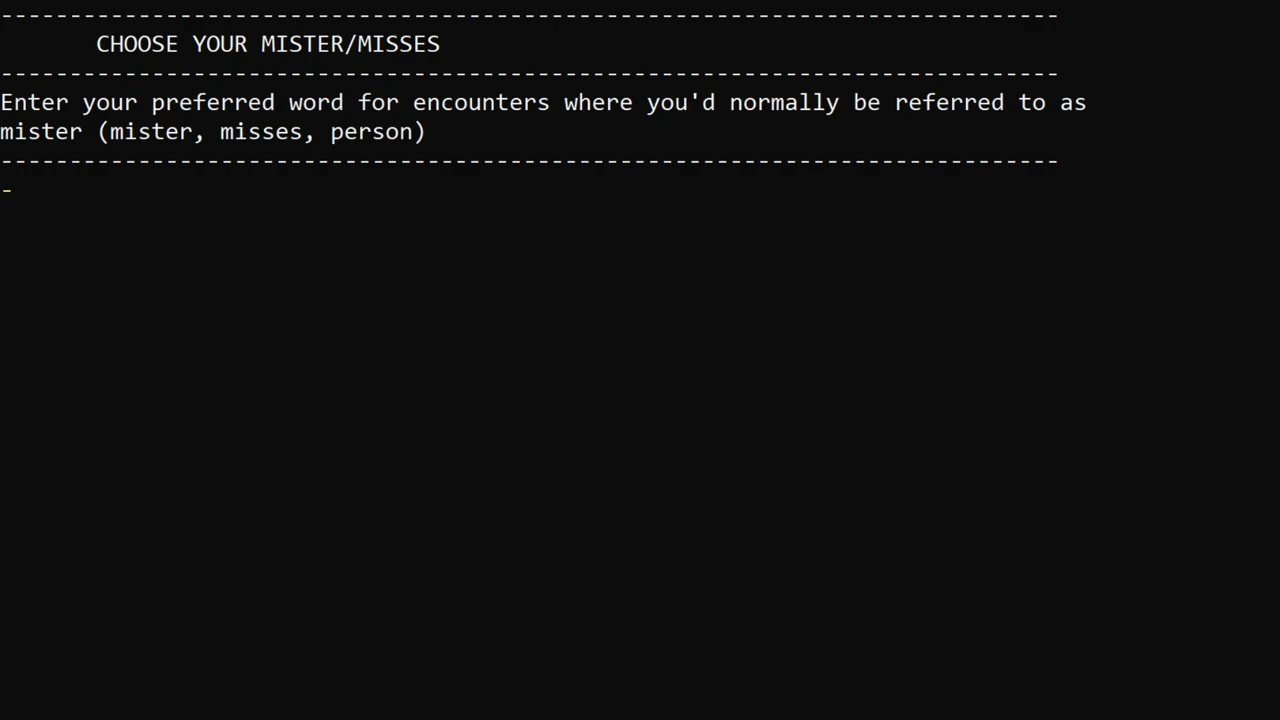 -----------------------------------------------------------------------------
CHOOSE YOUR MISTER/MISSES
-----------------------------------------------------------------------------
Enter your preferred word for encounters where you'd normally be referred to as
mister (mister, misses, person)
-----------------------------------------------------------------------------
-